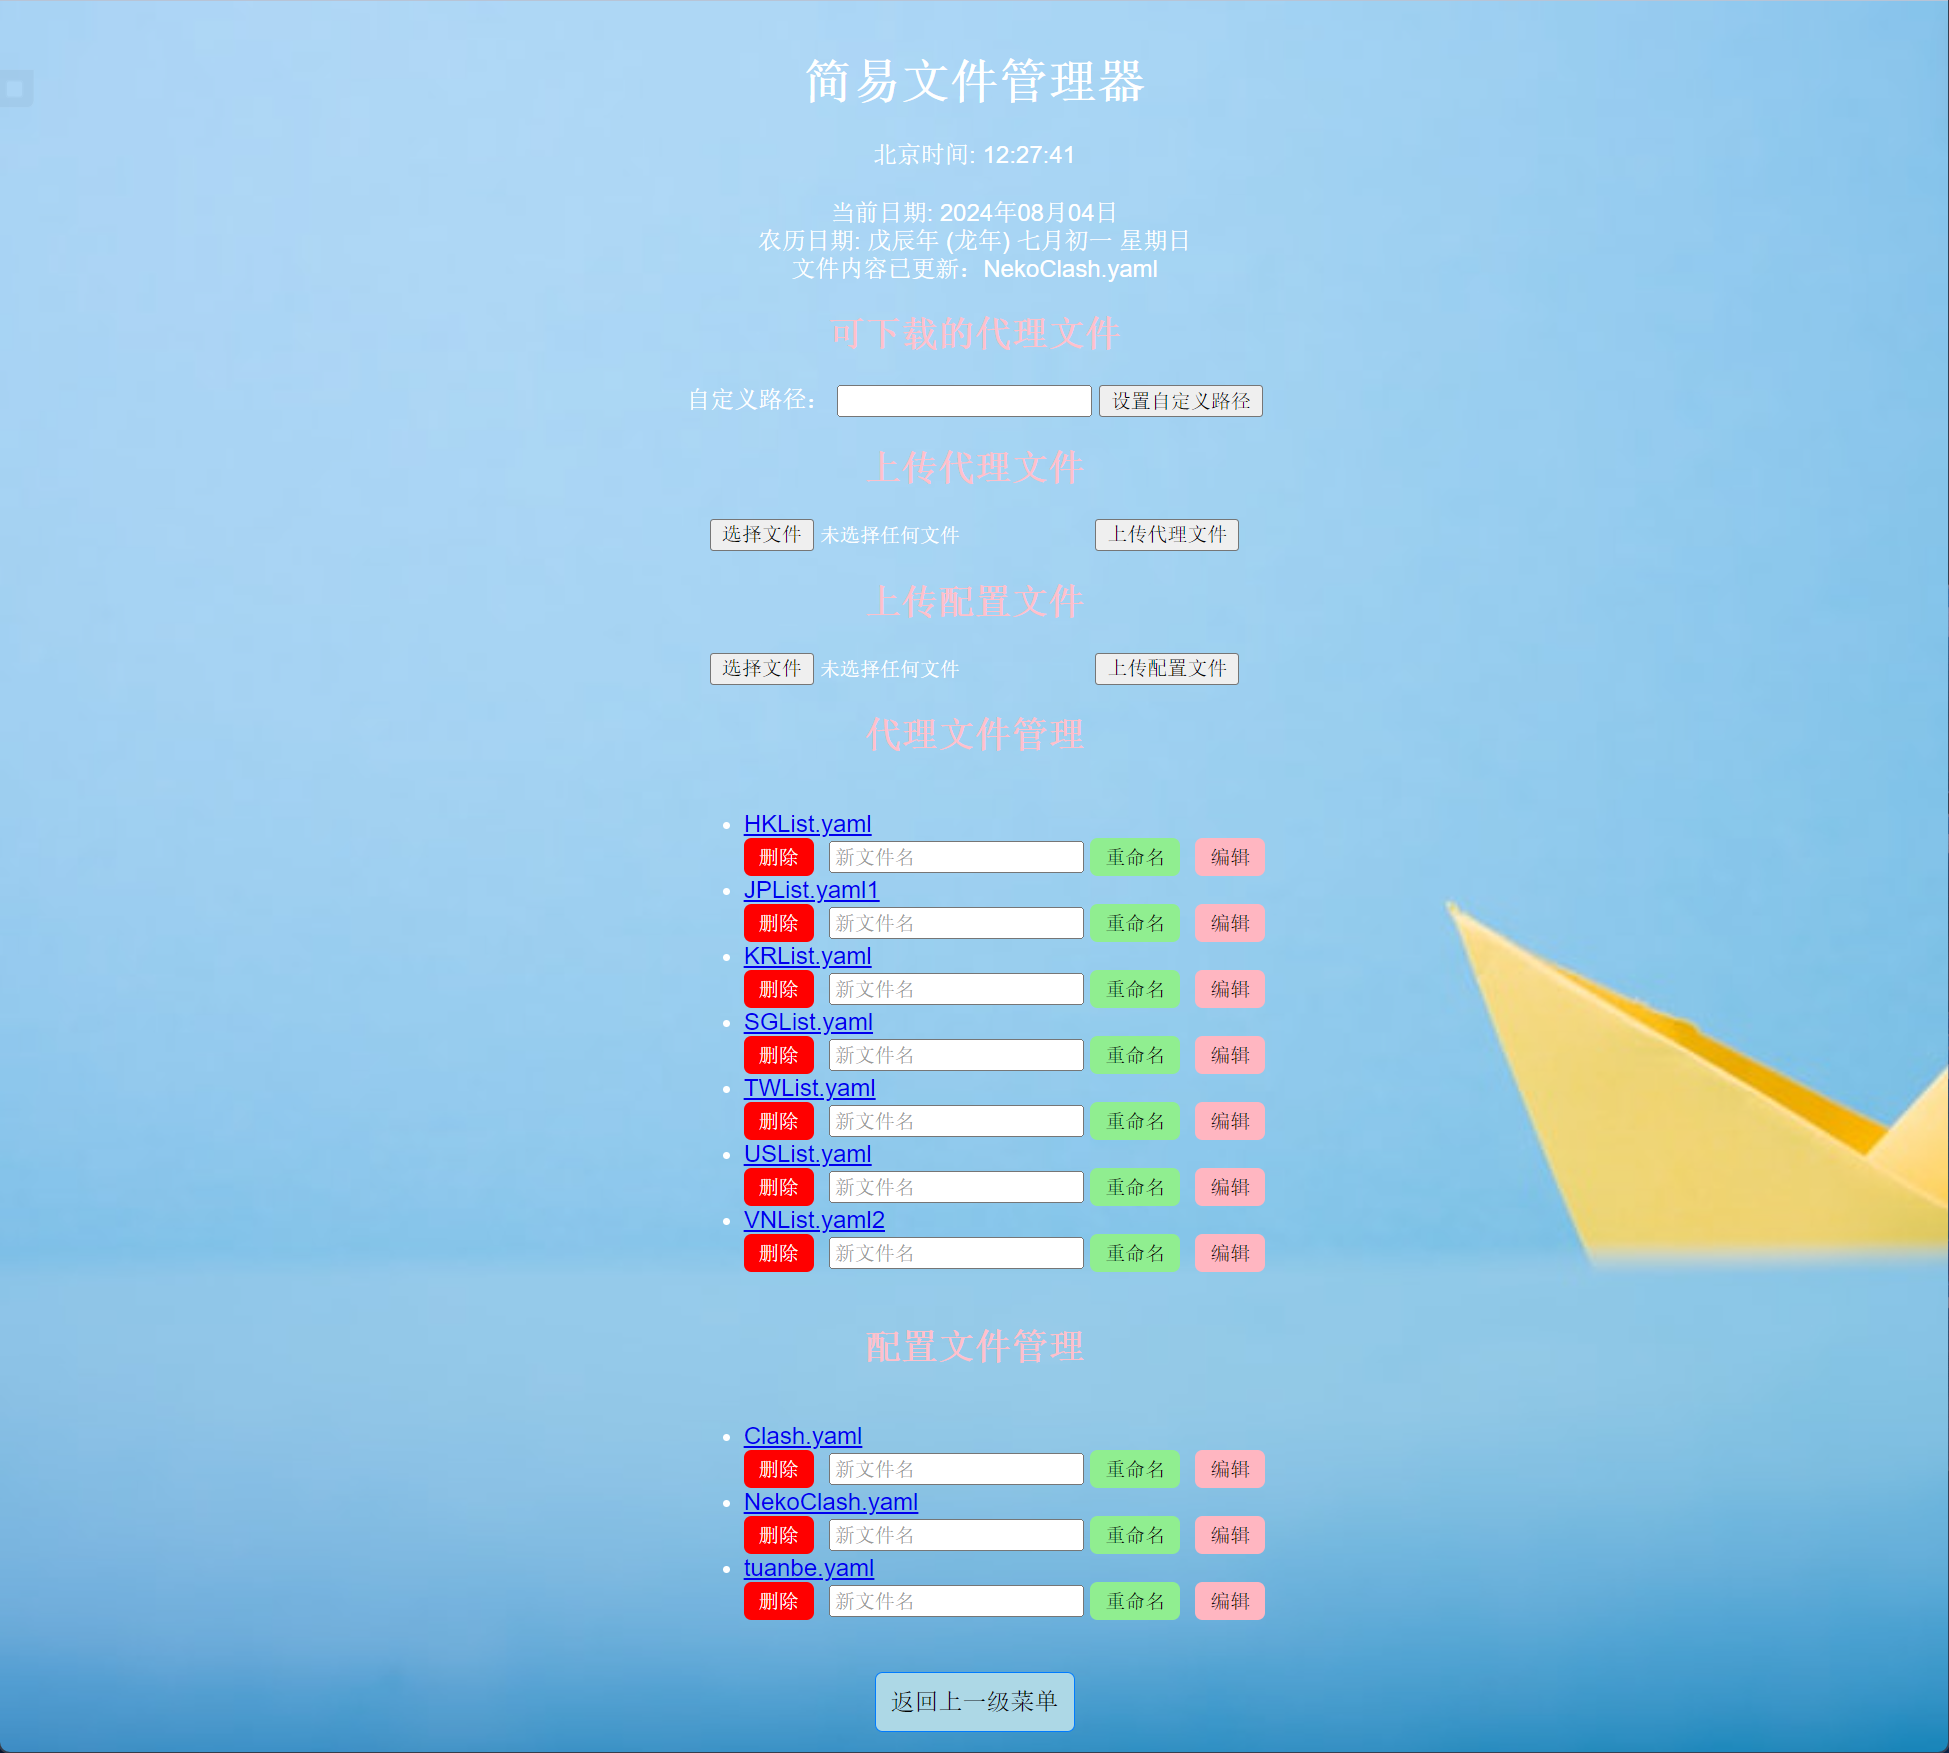 简易文件管理器
北京时间: 12:27:41
当前日期: 2024年08月04日
农历日期: 戊辰年 (龙年) 七月初一 星期日
文件内容已更新：NekoClash.yaml
可下载的代理文件
自定义路径： 设置自定义路径
上传代理文件
选择文件 未选择任何文件 上传代理文件
上传配置文件
选择文件 未选择任何文件 上传配置文件
代理文件管理
HKList.yaml
删除 新文件名 重命名 编辑
JPList.yaml1
删除 新文件名 重命名 编辑
KRList.yaml
删除 新文件名 重命名 编辑
SGList.yaml
删除 新文件名 重命名 编辑
TWList.yaml
删除 新文件名 重命名 编辑
USList.yaml
删除 新文件名 重命名 编辑
VNList.yaml2
删除 新文件名 重命名 编辑
配置文件管理
Clash.yaml
删除 新文件名 重命名 编辑
NekoClash.yaml
删除 新文件名 重命名 编辑
tuanbe.yaml
删除 新文件名 重命名 编辑
返回上一级菜单